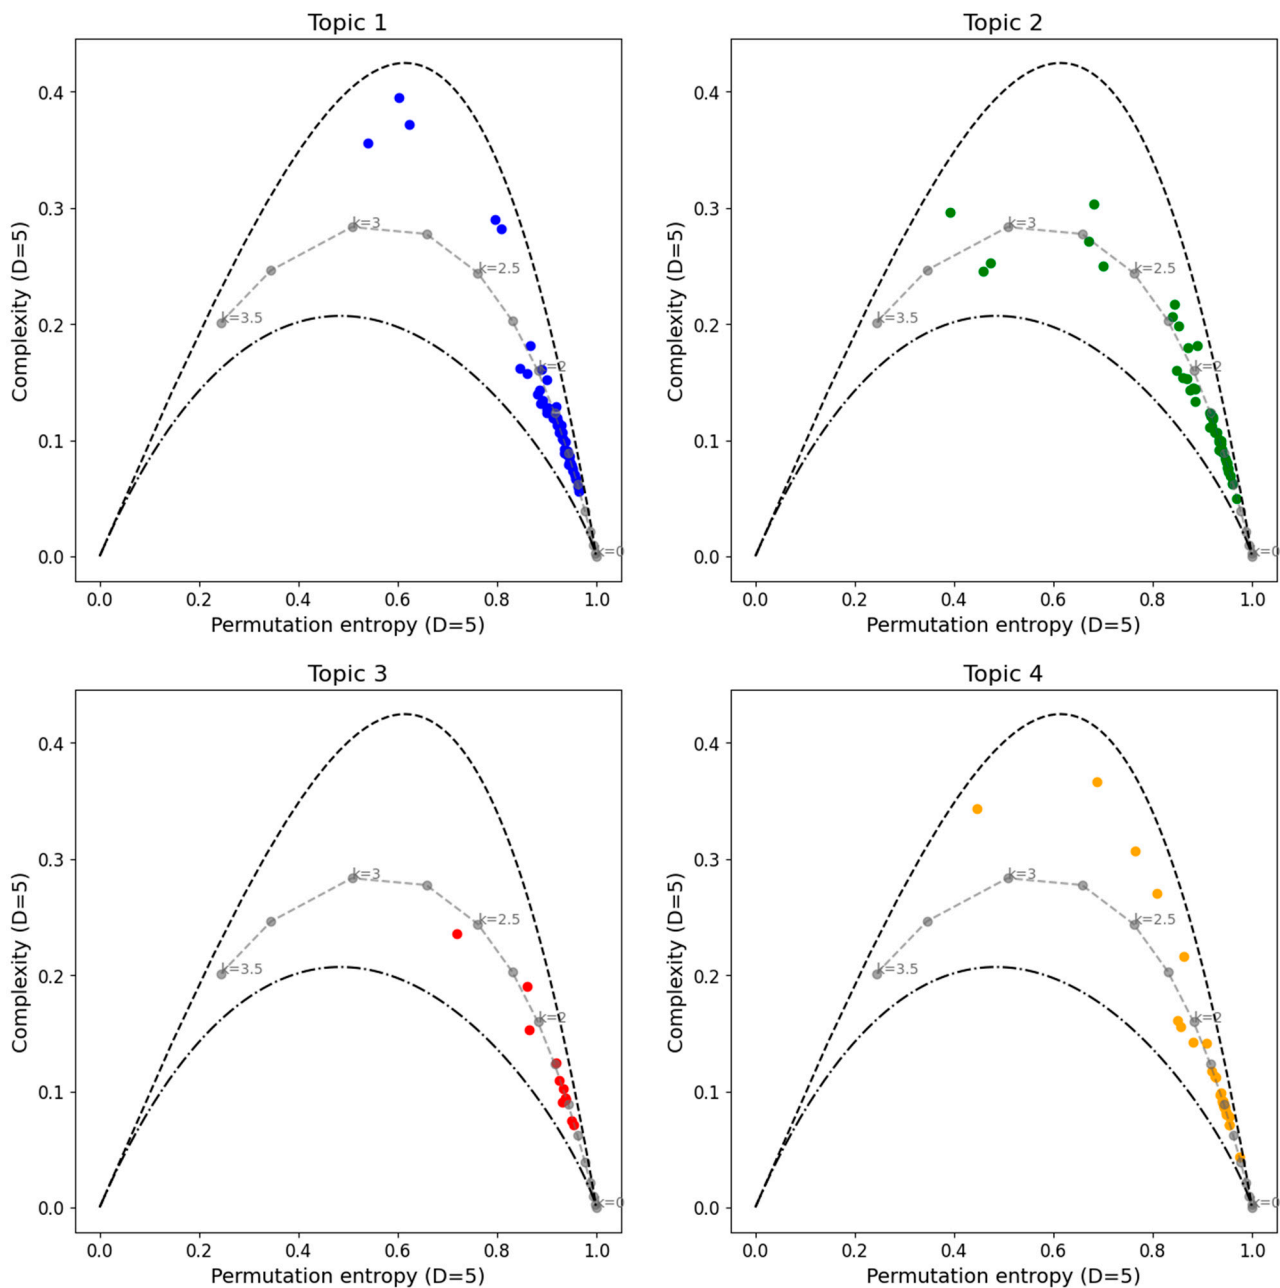 Topic 1
Complexity (D=5)
0.4
0.3
0.2
0.1
0.0
k=3
k=2.5
k=3.5
k=2
k=0
0.0 0.2 0.4 0.6 0.8 1.0
Permutation entropy (D=5)
Topic 2
Complexity (D=5)
0.4
0.3
0.2
0.1
0.0
k=3
k=2.5
k=3.5
k=2
k=0
0.0 0.2 0.4 0.6 0.8 1.0
Permutation entropy (D=5)
Topic 3
Complexity (D=5)
0.4
0.3
0.2
0.1
0.0
k=3
k=2.5
k=3.5
k=2
k=0
0.0 0.2 0.4 0.6 0.8 1.0
Permutation entropy (D=5)
Topic 4
Complexity (D=5)
0.4
0.3
0.2
0.1
0.0
k=3
k=2.5
k=3.5
k=2
k=0
0.0 0.2 0.4 0.6 0.8 1.0
Permutation entropy (D=5)